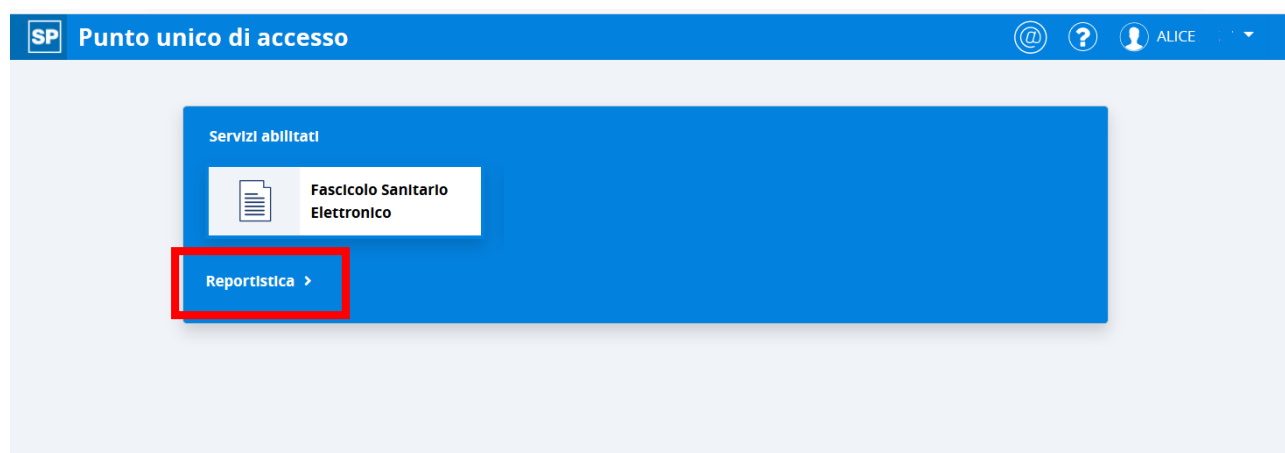 SP Punto unico di accesso @ ? ALICE
Servizi abilitati
Fascicolo Sanitario
Elettronico
Reportistica >